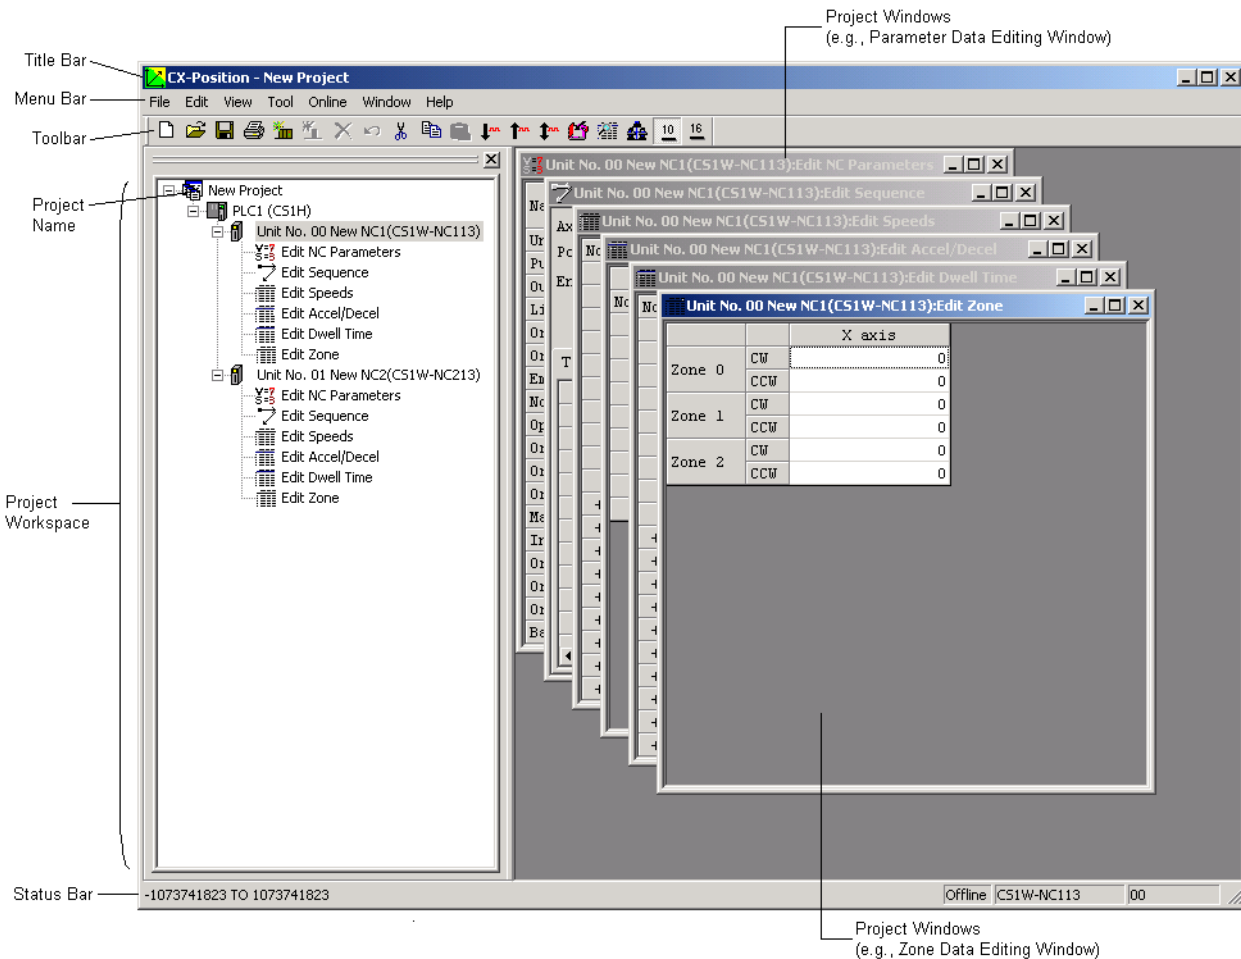 Project Windows
(e.g., Parameter Data Editing Window)
Title Bar
CX-Position - New Project
Menu Bar
File Edit View Tool Online Window Help
Toolbar
10 16
Project
Name
New Project
PLC1 (CS1H)
Unit No. 00 New NC1(CS1W-NC113)
Edit NC Parameters
Edit Sequence
Edit Speeds
Edit Accel/Decel
Edit Dwell Time
Edit Zone
Unit No. 01 New NC2(CS1W-NC213)
Edit NC Parameters
Edit Sequence
Edit Speeds
Edit Accel/Decel
Edit Dwell Time
Edit Zone
Project
Workspace
Unit No. 00 New NC1(CS1W-NC113):Edit NC Parameters
Unit No. 00 New NC1(CS1W-NC113):Edit Sequence
Unit No. 00 New NC1(CS1W-NC113):Edit Speeds
Unit No. 00 New NC1(CS1W-NC113):Edit Accel/Decel
Unit No. 00 New NC1(CS1W-NC113):Edit Dwell Time
Unit No. 00 New NC1(CS1W-NC113):Edit Zone
X axis
Zone 0 CW 0
CCW 0
Zone 1 CW 0
CCW 0
Zone 2 CW 0
CCW 0
Status Bar
-1073741823 TO 1073741823
Offline CS1W-NC113 00
Project Windows
(e.g., Zone Data Editing Window)